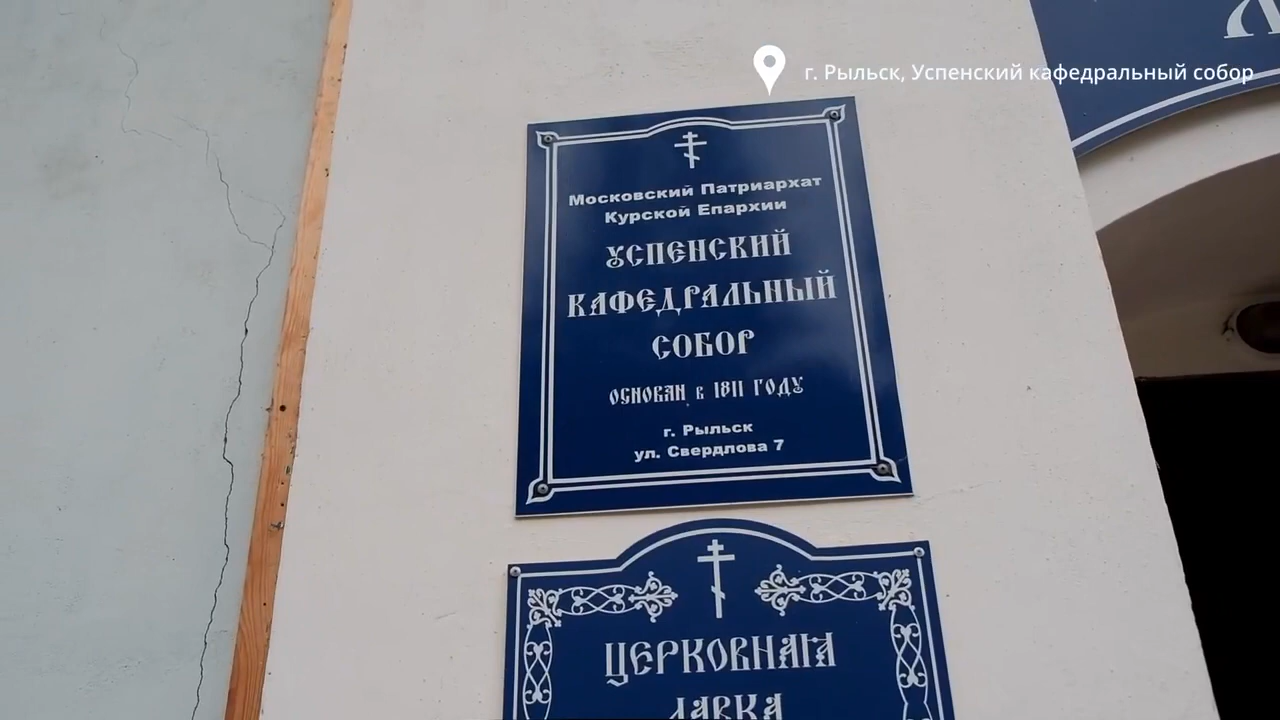 г. Рыльск, Успенский кафедральный собор
Московский Патриархат
Курской Епархии
УСПЕНСКИЙ
КАФЕДРАЛЬНЫЙ
СОБОР
ОСНОВАН в 1811 ГОДУ
г. Рыльск
ул. Свердлова 7
ЦЕРКОВНАЯ
ЛАВКА